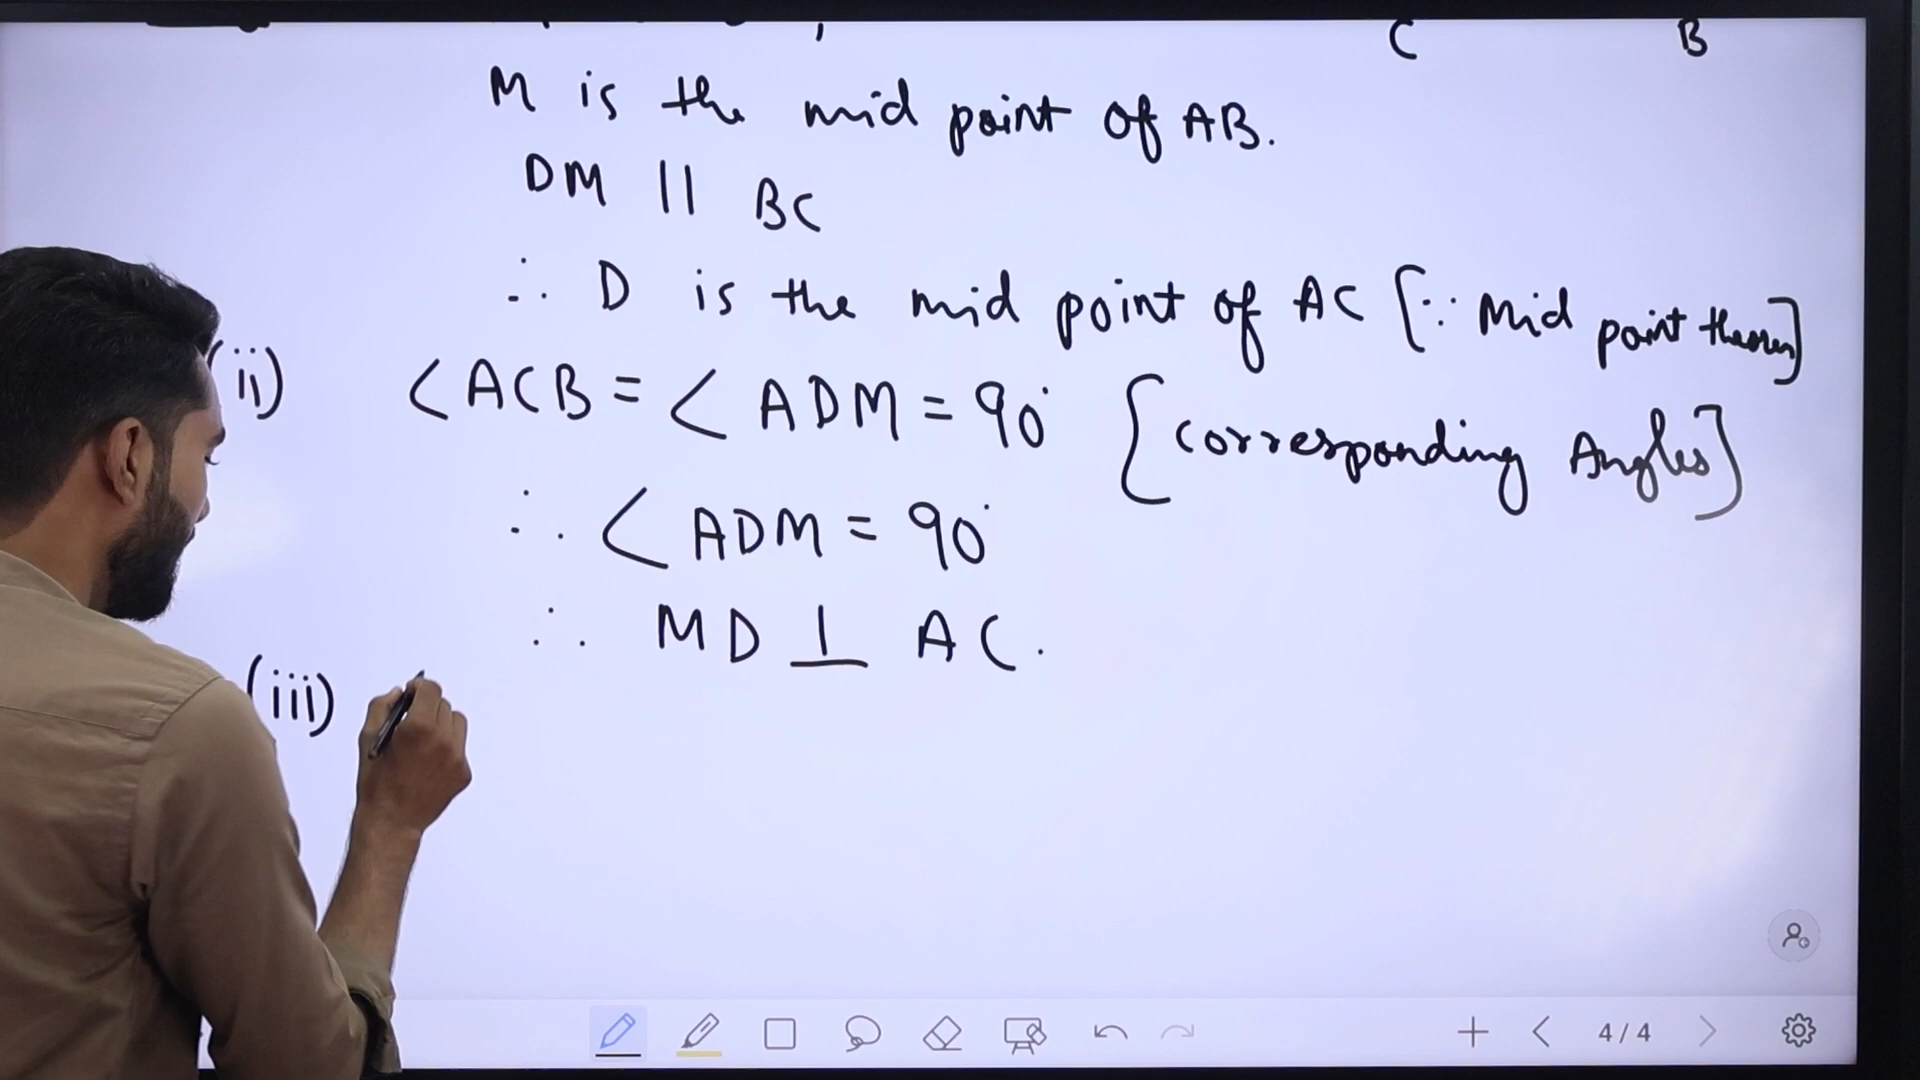 C B
M is the mid point of AB.
DM || BC
∴ D is the mid point of AC [∵ Mid point theorem]
(ii) ∠ACB = ∠ADM = 90° [corresponding Angles]
∴ ∠ADM = 90°
∴ MD ⊥ AC.
(iii)
4/4